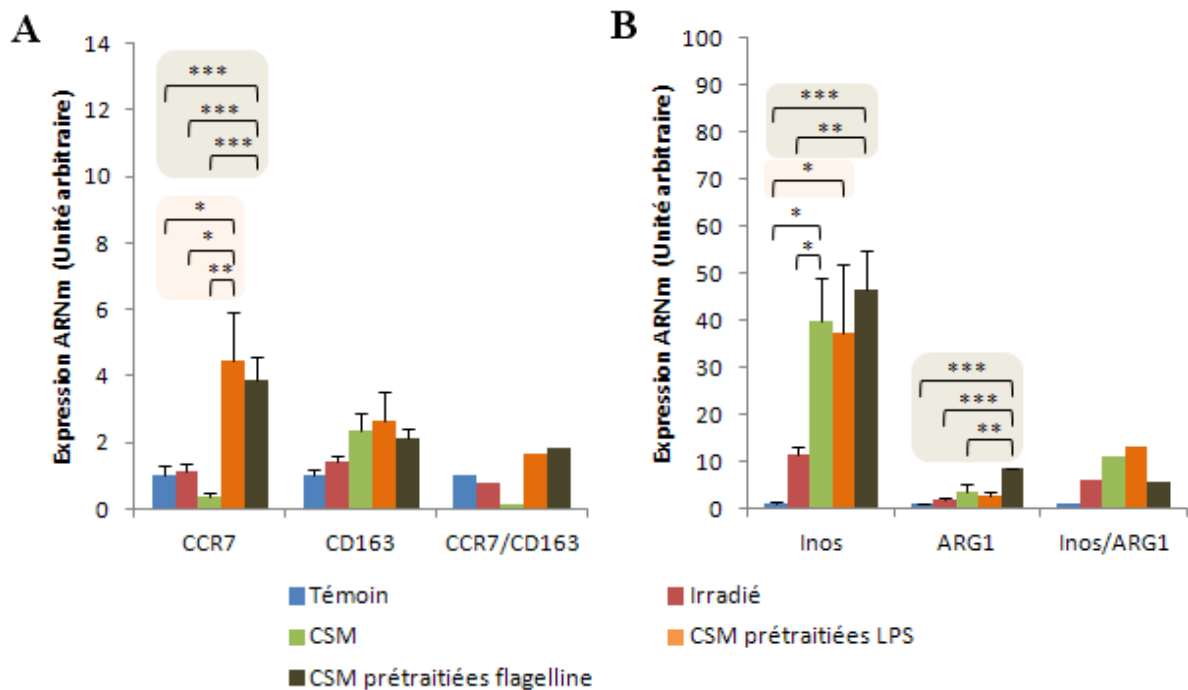 A
Expression ARNm (Unité arbitraire)
14
12
10
8
6
4
2
0
***
***
***
*
*
**
CCR7
CD163
CCR7/CD163
B
Expression ARNm (Unité arbitraire)
100
90
80
70
60
50
40
30
20
10
0
***
**
*
*
*
***
***
**
Inos
ARG1
Inos/ARG1
Témoin
Irradié
CSM
CSM prétraitiées LPS
CSM prétraitiées flagelline